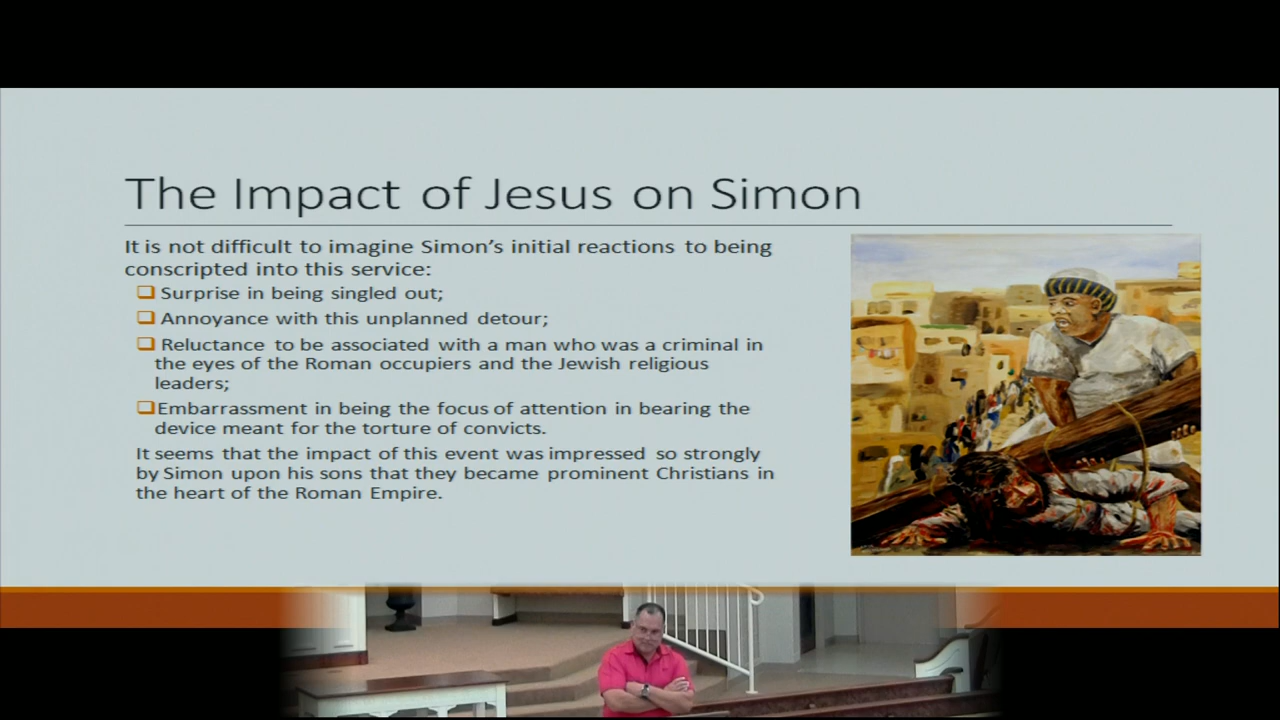 The Impact of Jesus on Simon
It is not difficult to imagine Simon's initial reactions to being
conscripted into this service:
Surprise in being singled out;
Annoyance with this unplanned detour;
Reluctance to be associated with a man who was a criminal in
the eyes of the Roman occupiers and the Jewish religious
leaders;
Embarrassment in being the focus of attention in bearing the
device meant for the torture of convicts.
It seems that the impact of this event was impressed so strongly
by Simon upon his sons that they became prominent Christians in
the heart of the Roman Empire.